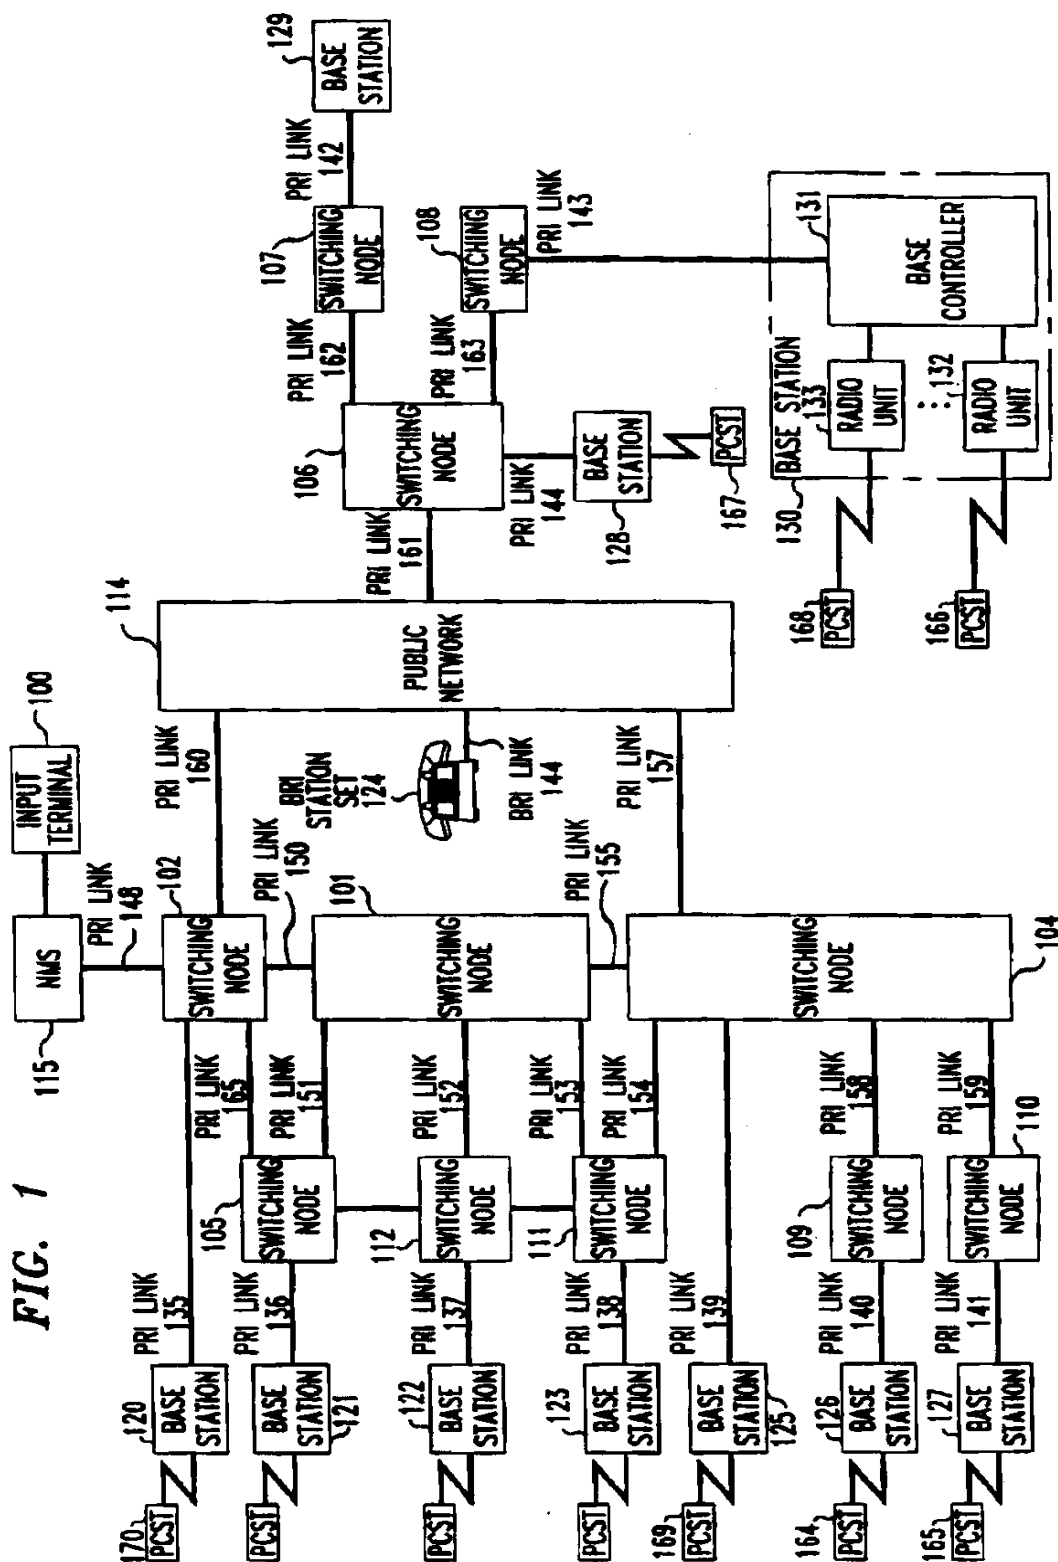 FIG. 1
115
NMS
INPUT
TERMINAL
100
PRI LINK
148
102
SWITCHING
NODE
PRI LINK
160
114
PUBLIC
NETWORK
PRI LINK
150
101
SWITCHING
NODE
BRI
STATION
SET
124
BRI LINK
144
PRI LINK
155
SWITCHING
NODE
104
PRI LINK
157
170
PCST
120
BASE
STATION
PRI LINK
135
PRI LINK
165
PCST
BASE
STATION
121
PRI LINK
136
105
SWITCHING
NODE
PRI LINK
151
PCST
122
BASE
STATION
PRI LINK
137
112
SWITCHING
NODE
PRI LINK
152
PCST
123
BASE
STATION
PRI LINK
138
111
SWITCHING
NODE
PRI LINK
153
PRI LINK
154
169
PCST
BASE
STATION
125
PRI LINK
139
164
PCST
126
BASE
STATION
PRI LINK
140
109
SWITCHING
NODE
PRI LINK
158
165
PCST
127
BASE
STATION
PRI LINK
141
SWITCHING
NODE
110
PRI LINK
159
PRI LINK
161
106
SWITCHING
NODE
PRI LINK
162
107
SWITCHING
NODE
PRI LINK
142
129
BASE
STATION
PRI LINK
163
108
SWITCHING
NODE
PRI LINK
143
PRI LINK
144
BASE
STATION
128
PCST
167
130
BASE STATION
133
RADIO
UNIT
132
RADIO
UNIT
131
BASE
CONTROLLER
168
PCST
166
PCST